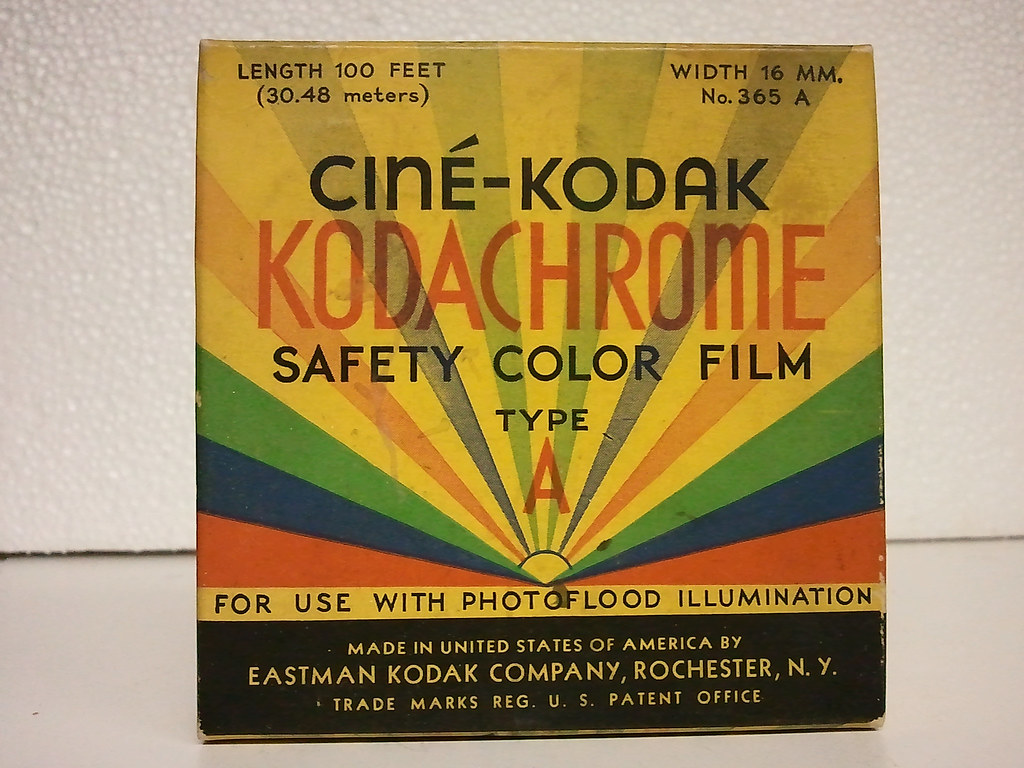 LENGTH 100 FEET
(30.48 meters)
WIDTH 16 MM.
No. 365 A
CINÉ-KODAK
KODACHROME
SAFETY COLOR FILM
TYPE
A
FOR USE WITH PHOTOFLOOD ILLUMINATION
MADE IN UNITED STATES OF AMERICA BY
EASTMAN KODAK COMPANY, ROCHESTER, N. Y.
TRADE MARKS REG. U. S. PATENT OFFICE